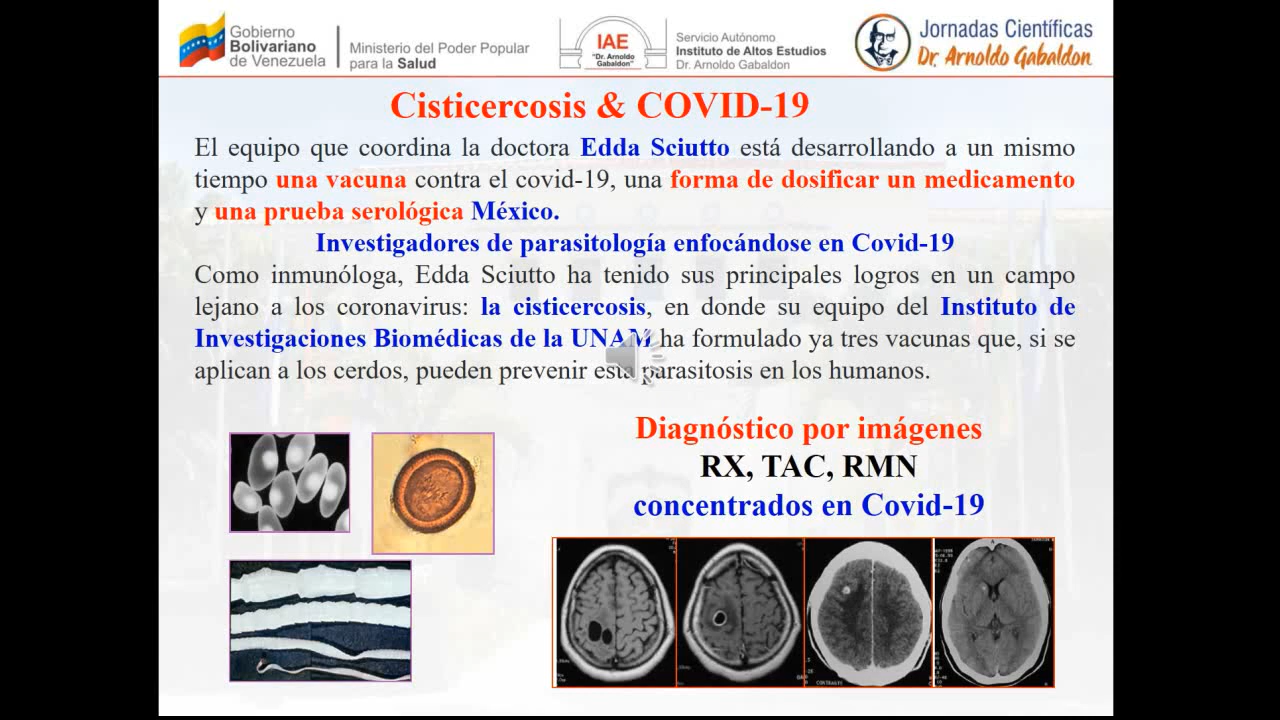 Gobierno
Bolivariano
de Venezuela
Ministerio del Poder Popular
para la Salud
IAE
"Dr. Arnoldo
Gabaldon"
Servicio Autónomo
Instituto de Altos Estudios
Dr. Arnoldo Gabaldon
Jornadas Científicas
Dr. Arnoldo Gabaldon
Cisticercosis & COVID-19
El equipo que coordina la doctora Edda Sciutto está desarrollando a un mismo
tiempo una vacuna contra el covid-19, una forma de dosificar un medicamento
y una prueba serológica México.
Investigadores de parasitología enfocándose en Covid-19
Como inmunóloga, Edda Sciutto ha tenido sus principales logros en un campo
lejano a los coronavirus: la cisticercosis, en donde su equipo del Instituto de
Investigaciones Biomédicas de la UNAM ha formulado ya tres vacunas que, si se
aplican a los cerdos, pueden prevenir esta parasitosis en los humanos.
Diagnóstico por imágenes
RX, TAC, RMN
concentrados en Covid-19